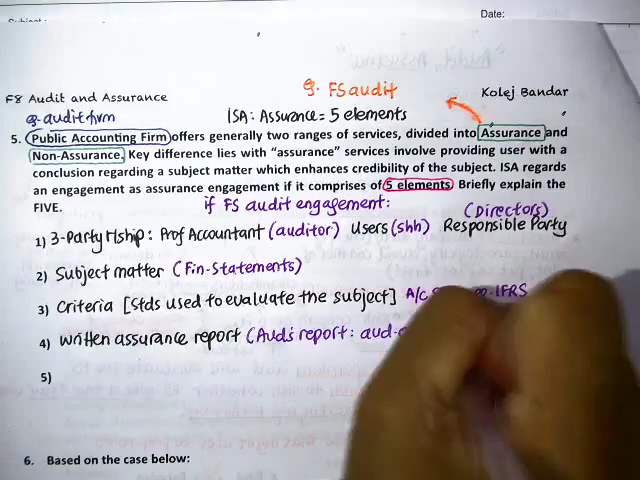 Date:
F8 Audit and Assurance
eg. FS audit
Kolej Bandar
eg. audit firm
ISA: Assurance = 5 elements
5. Public Accounting Firm offers generally two ranges of services, divided into Assurance and
Non-Assurance. Key difference lies with "assurance" services involve providing user with a
conclusion regarding a subject matter which enhances credibility of the subject. ISA regards
an engagement as assurance engagement if it comprises of 5 elements Briefly explain the
FIVE.
if FS audit engagement:
(Directors)
1) 3-Party r/ship: Prof Accountant (auditor) Users (shh) Responsible Party
2) Subject matter (Fin-Statements)
3) Criteria [Stds used to evaluate the subject] A/c IFRS
4) written assurance report (Aud's report: aud-
5)
6. Based on the case below: